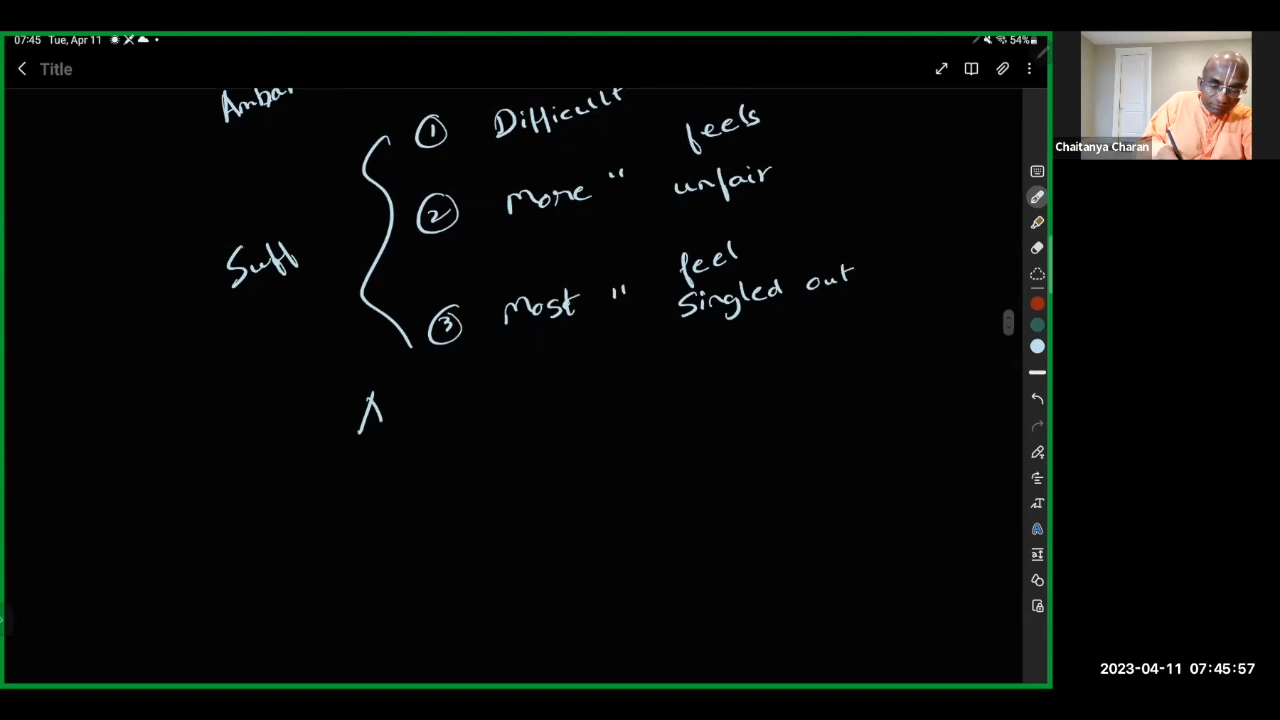 07:45 Tue, Apr 11
54%
Title
Ambar
① Difficult
feels
② More " unfair
Suff
feel
③ Most " singled out
Chaitanya Charan
2023-04-11 07:45:57